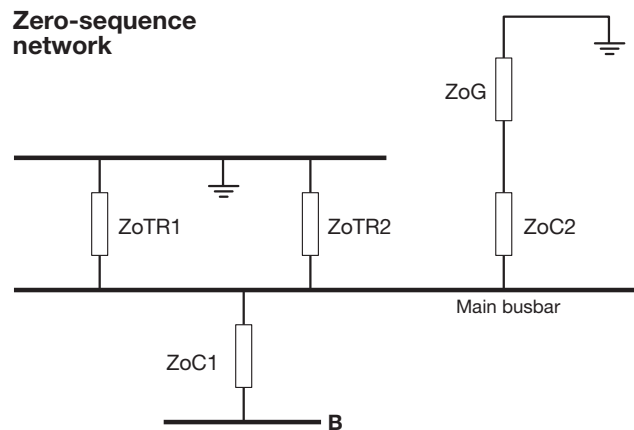 Zero-sequence
network
ZoG
ZoTR1
ZoTR2
ZoC2
Main busbar
ZoC1
B